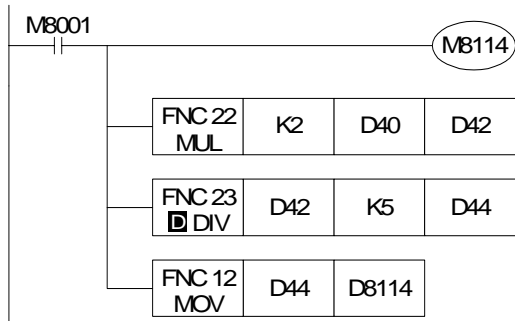 M8001
M8114
FNC 22 MUL K2 D40 D42
FNC 23 D DIV D42 K5 D44
FNC 12 MOV D44 D8114